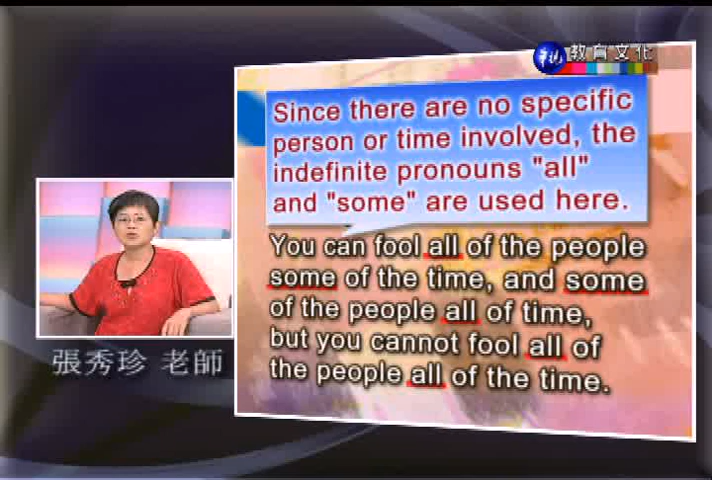 華視 教育文化
Since there are no specific
person or time involved, the
indefinite pronouns "all"
and "some" are used here.
You can fool all of the people
some of the time, and some
of the people all of time,
but you cannot fool all of
the people all of the time.
張秀珍 老師